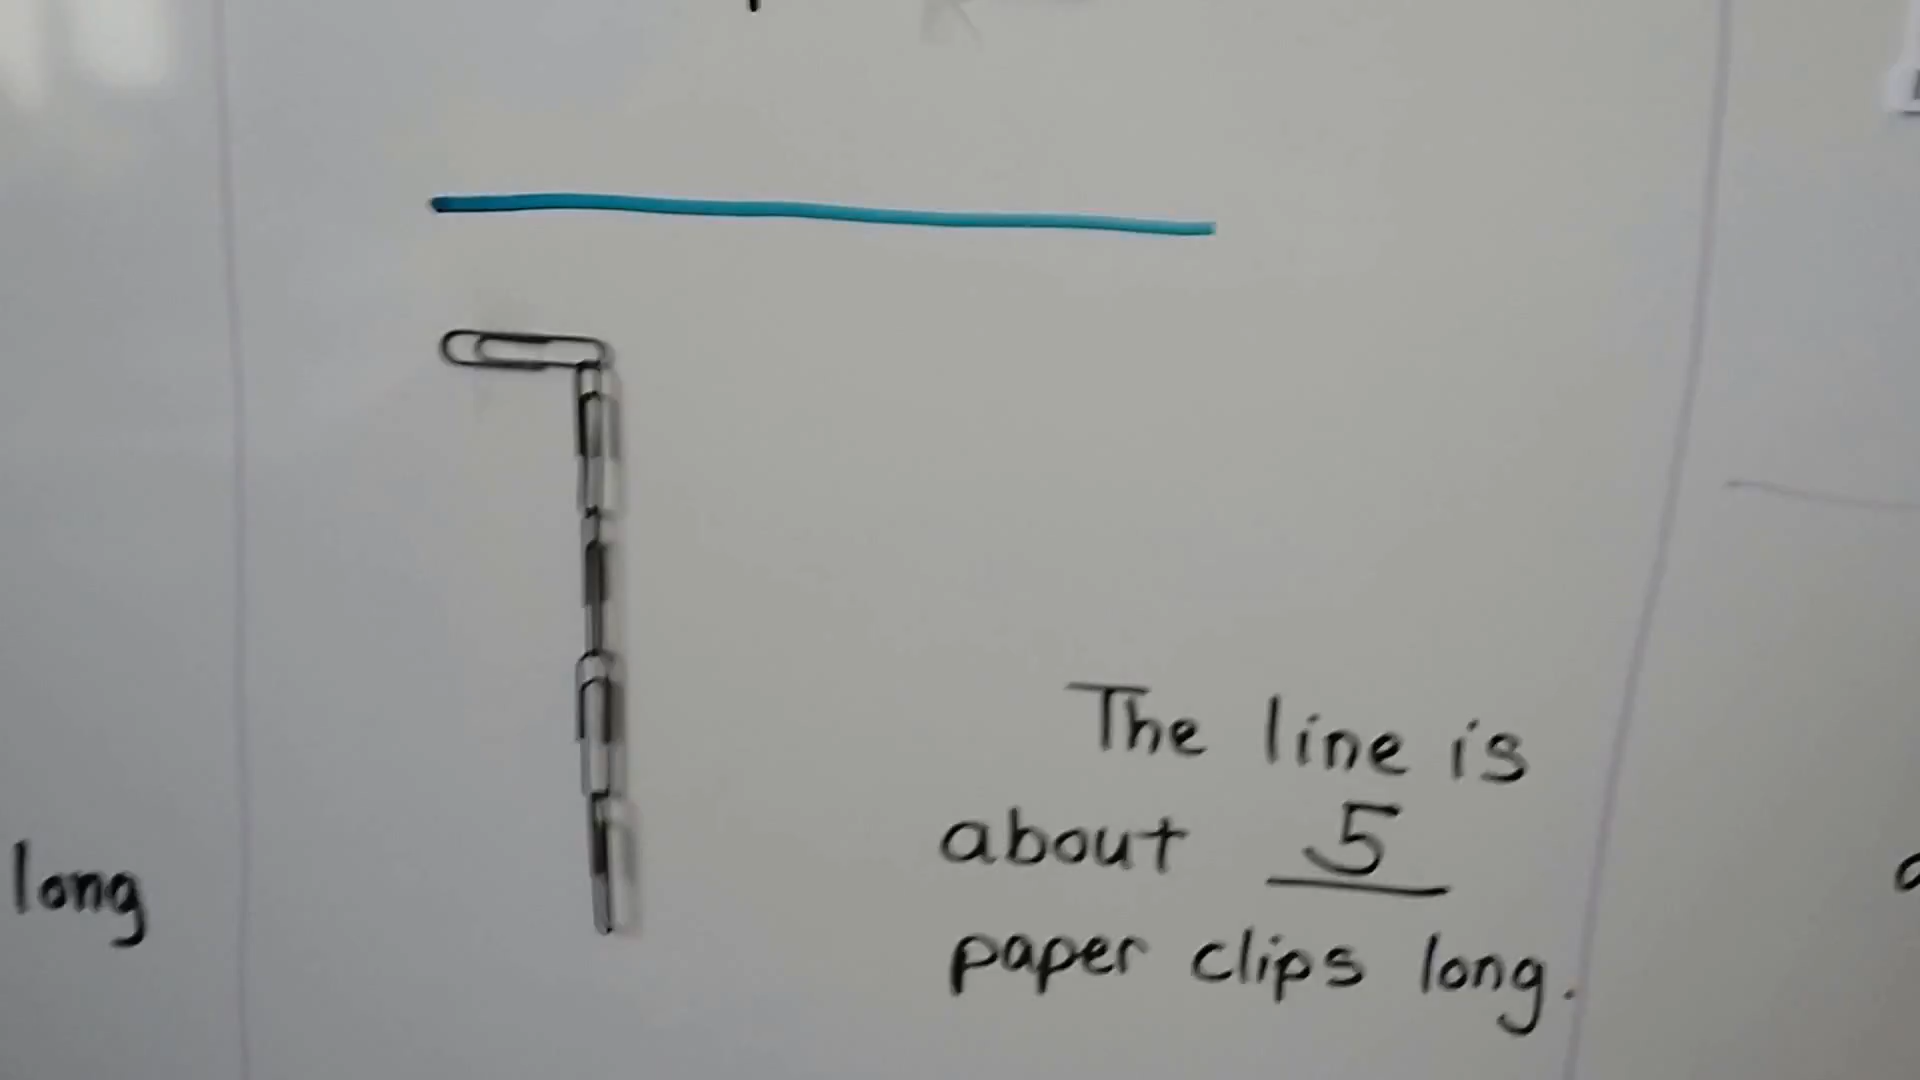 long
The line is
about 5
paper clips long.